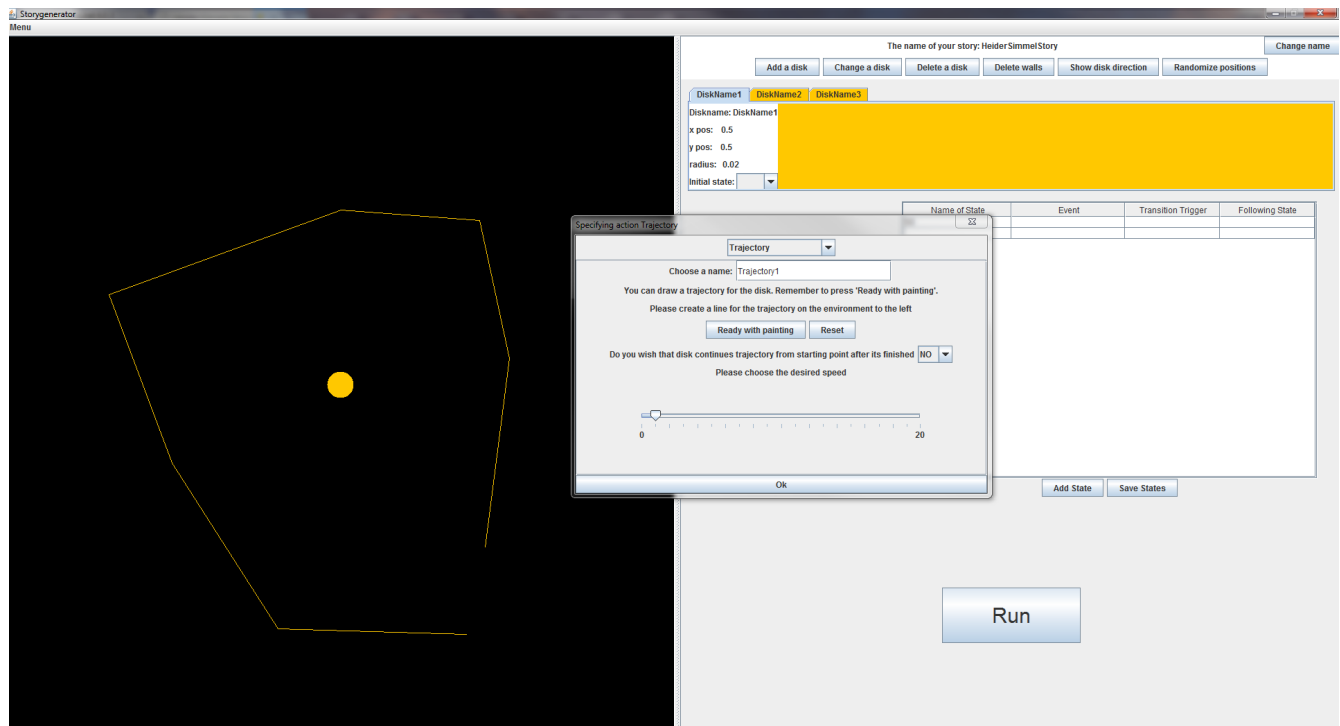 Storygenerator
Menu
The name of your story: HeiderSimmelStory
Change name
Add a disk Change a disk Delete a disk Delete walls Show disk direction Randomize positions
DiskName1 DiskName2 DiskName3
Diskname: DiskName1
x pos: 0.5
y pos: 0.5
radius: 0.02
Initial state:
Name of State Event Transition Trigger Following State
Specifying action Trajectory
Trajectory
Choose a name: Trajectory1
You can draw a trajectory for the disk. Remember to press 'Ready with painting'.
Please create a line for the trajectory on the environment to the left
Ready with painting Reset
Do you wish that disk continues trajectory from starting point after its finished NO
Please choose the desired speed
0 20
Ok
Add State Save States
Run